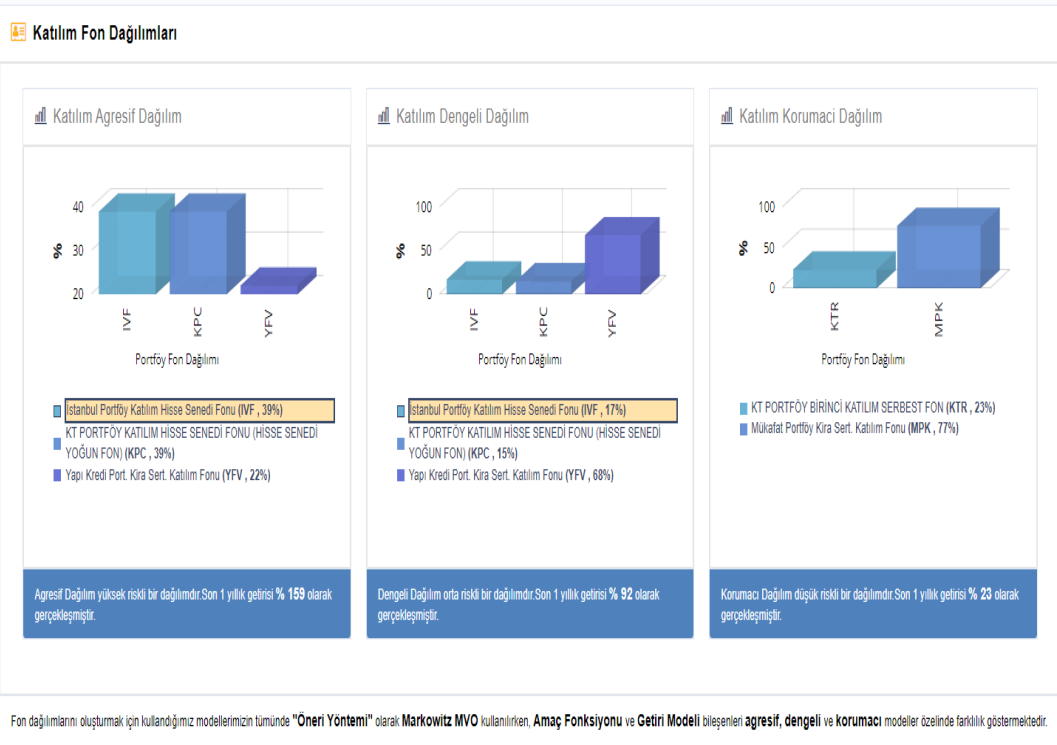 Katılım Fon Dağılımları
Katılım Agresif Dağılım
40
30
20
%
IVF
KPC
YFV
Portföy Fon Dağılımı
İstanbul Portföy Katılım Hisse Senedi Fonu (IVF , 39%)
KT PORTFÖY KATILIM HİSSE SENEDİ FONU (HİSSE SENEDİ
YOĞUN FON) (KPC , 39%)
Yapı Kredi Port. Kira Sert. Katılım Fonu (YFV , 22%)
Agresif Dağılım yüksek riskli bir dağılımdır.Son 1 yıllık getirisi % 159 olarak
gerçekleşmiştir.
Katılım Dengeli Dağılım
100
50
0
%
IVF
KPC
YFV
Portföy Fon Dağılımı
İstanbul Portföy Katılım Hisse Senedi Fonu (IVF , 17%)
KT PORTFÖY KATILIM HİSSE SENEDİ FONU (HİSSE SENEDİ
YOĞUN FON) (KPC , 15%)
Yapı Kredi Port. Kira Sert. Katılım Fonu (YFV , 68%)
Dengeli Dağılım orta riskli bir dağılımdır.Son 1 yıllık getirisi % 92 olarak
gerçekleşmiştir.
Katılım Korumaci Dağılım
100
50
0
%
KTR
MPK
Portföy Fon Dağılımı
KT PORTFÖY BİRİNCİ KATILIM SERBEST FON (KTR , 23%)
Mükafat Portföy Kira Sert. Katılım Fonu (MPK , 77%)
Korumacı Dağılım düşük riskli bir dağılımdır.Son 1 yıllık getirisi % 23 olarak
gerçekleşmiştir.
Fon dağılımlarını oluşturmak için kullandığımız modellerimizin tümünde "Öneri Yöntemi" olarak Markowitz MVO kullanılırken, Amaç Fonksiyonu ve Getiri Modeli bileşenleri agresif, dengeli ve korumacı modeller özelinde farklılık göstermektedir.